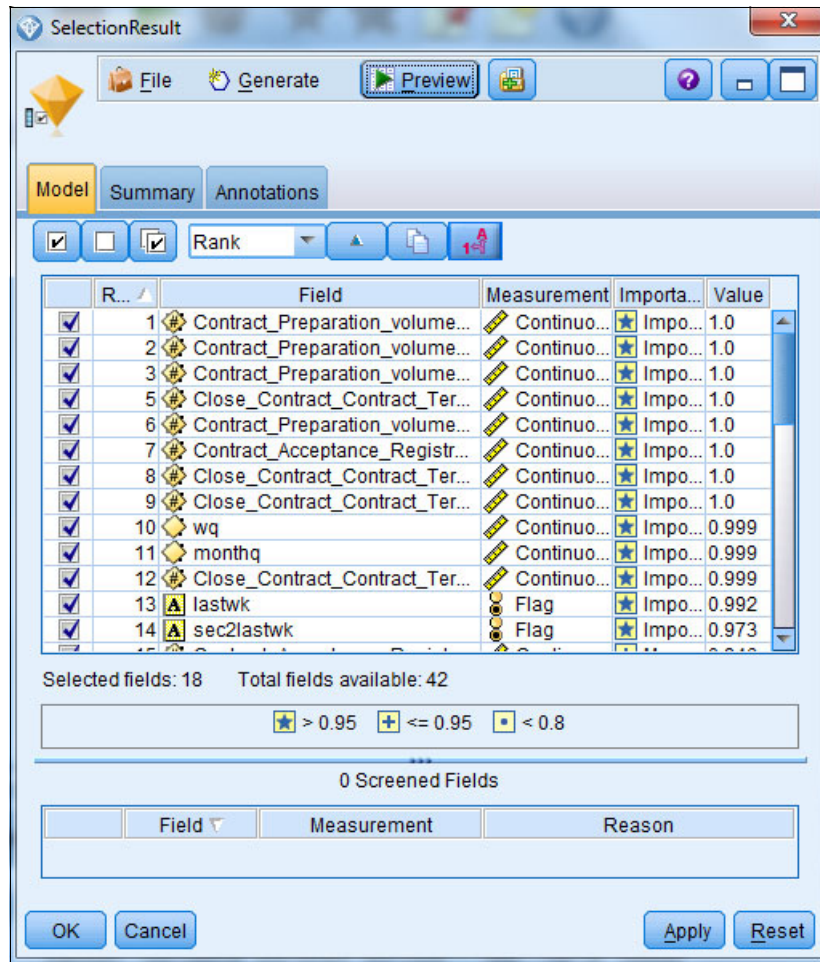 SelectionResult
File Generate Preview
Model Summary Annotations
Rank
R... Field Measurement Importa... Value
1 Contract_Preparation_volume... Continuo... Impo... 1.0
2 Contract_Preparation_volume... Continuo... Impo... 1.0
3 Contract_Preparation_volume... Continuo... Impo... 1.0
5 Close_Contract_Contract_Ter... Continuo... Impo... 1.0
6 Contract_Preparation_volume... Continuo... Impo... 1.0
7 Contract_Acceptance_Registr... Continuo... Impo... 1.0
8 Close_Contract_Contract_Ter... Continuo... Impo... 1.0
9 Close_Contract_Contract_Ter... Continuo... Impo... 1.0
10 wq Continuo... Impo... 0.999
11 monthq Continuo... Impo... 0.999
12 Close_Contract_Contract_Ter... Continuo... Impo... 0.999
13 lastwk Flag Impo... 0.992
14 sec2lastwk Flag Impo... 0.973
Selected fields: 18 Total fields available: 42
> 0.95 <= 0.95 < 0.8
0 Screened Fields
Field Measurement Reason
OK Cancel Apply Reset